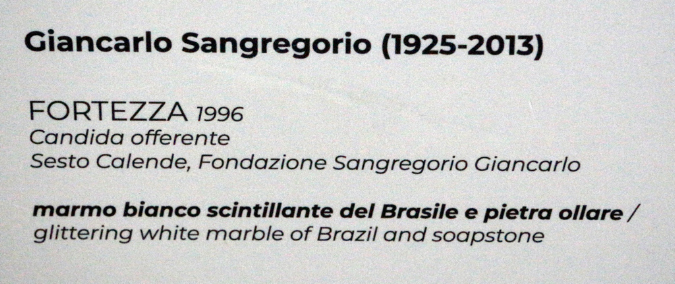 Giancarlo Sangregorio (1925-2013)
FORTEZZA 1996
Candida offerente
Sesto Calende, Fondazione Sangregorio Giancarlo
marmo bianco scintillante del Brasile e pietra ollare /
glittering white marble of Brazil and soapstone